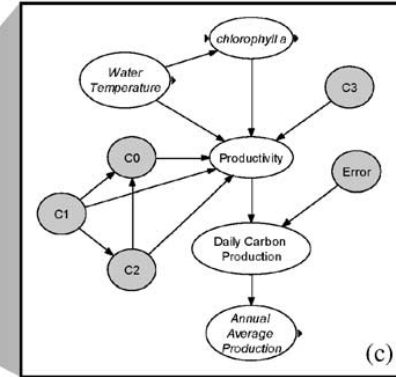 chlorophyll a
Water
Temperature
C3
C0
Productivity
Error
C1
Daily Carbon
Production
C2
Annual
Average
Production
(c)